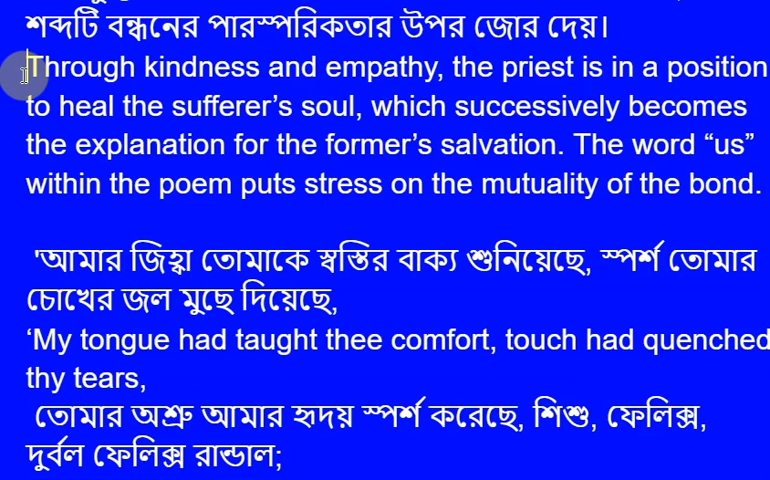 শব্দটি বন্ধনের পারস্পরিকতার উপর জোর দেয়।
Through kindness and empathy, the priest is in a position
to heal the sufferer’s soul, which successively becomes
the explanation for the former’s salvation. The word “us”
within the poem puts stress on the mutuality of the bond.
'আমার জিহ্বা তোমাকে স্বস্তির বাক্য শুনিয়েছে, স্পর্শ তোমার
চোখের জল মুছে দিয়েছে,
‘My tongue had taught thee comfort, touch had quenched
thy tears,
তোমার অশ্রু আমার হৃদয় স্পর্শ করেছে, শিশু, ফেলিক্স,
দুর্বল ফেলিক্স রান্ডাল;